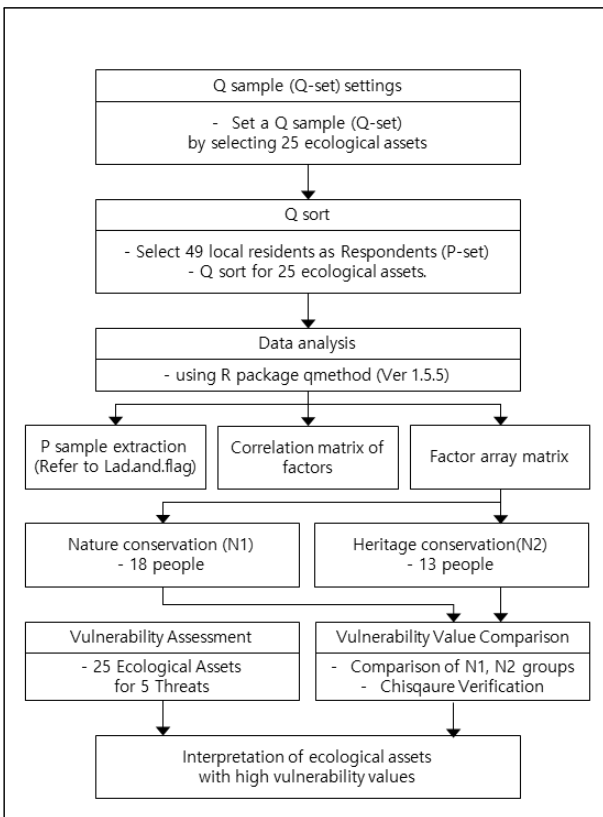 Q sample (Q-set) settings
- Set a Q sample (Q-set)
by selecting 25 ecological assets
Q sort
- Select 49 local residents as Respondents (P-set)
- Q sort for 25 ecological assets.
Data analysis
- using R package qmethod (Ver 1.5.5)
P sample extraction
(Refer to Lad.and.flag)
Correlation matrix of
factors
Factor array matrix
Nature conservation (N1)
- 18 people
Heritage conservation(N2)
- 13 people
Vulnerability Assessment
- 25 Ecological Assets
for 5 Threats
Vulnerability Value Comparison
- Comparison of N1, N2 groups
- Chisqaure Verification
Interpretation of ecological assets
with high vulnerability values